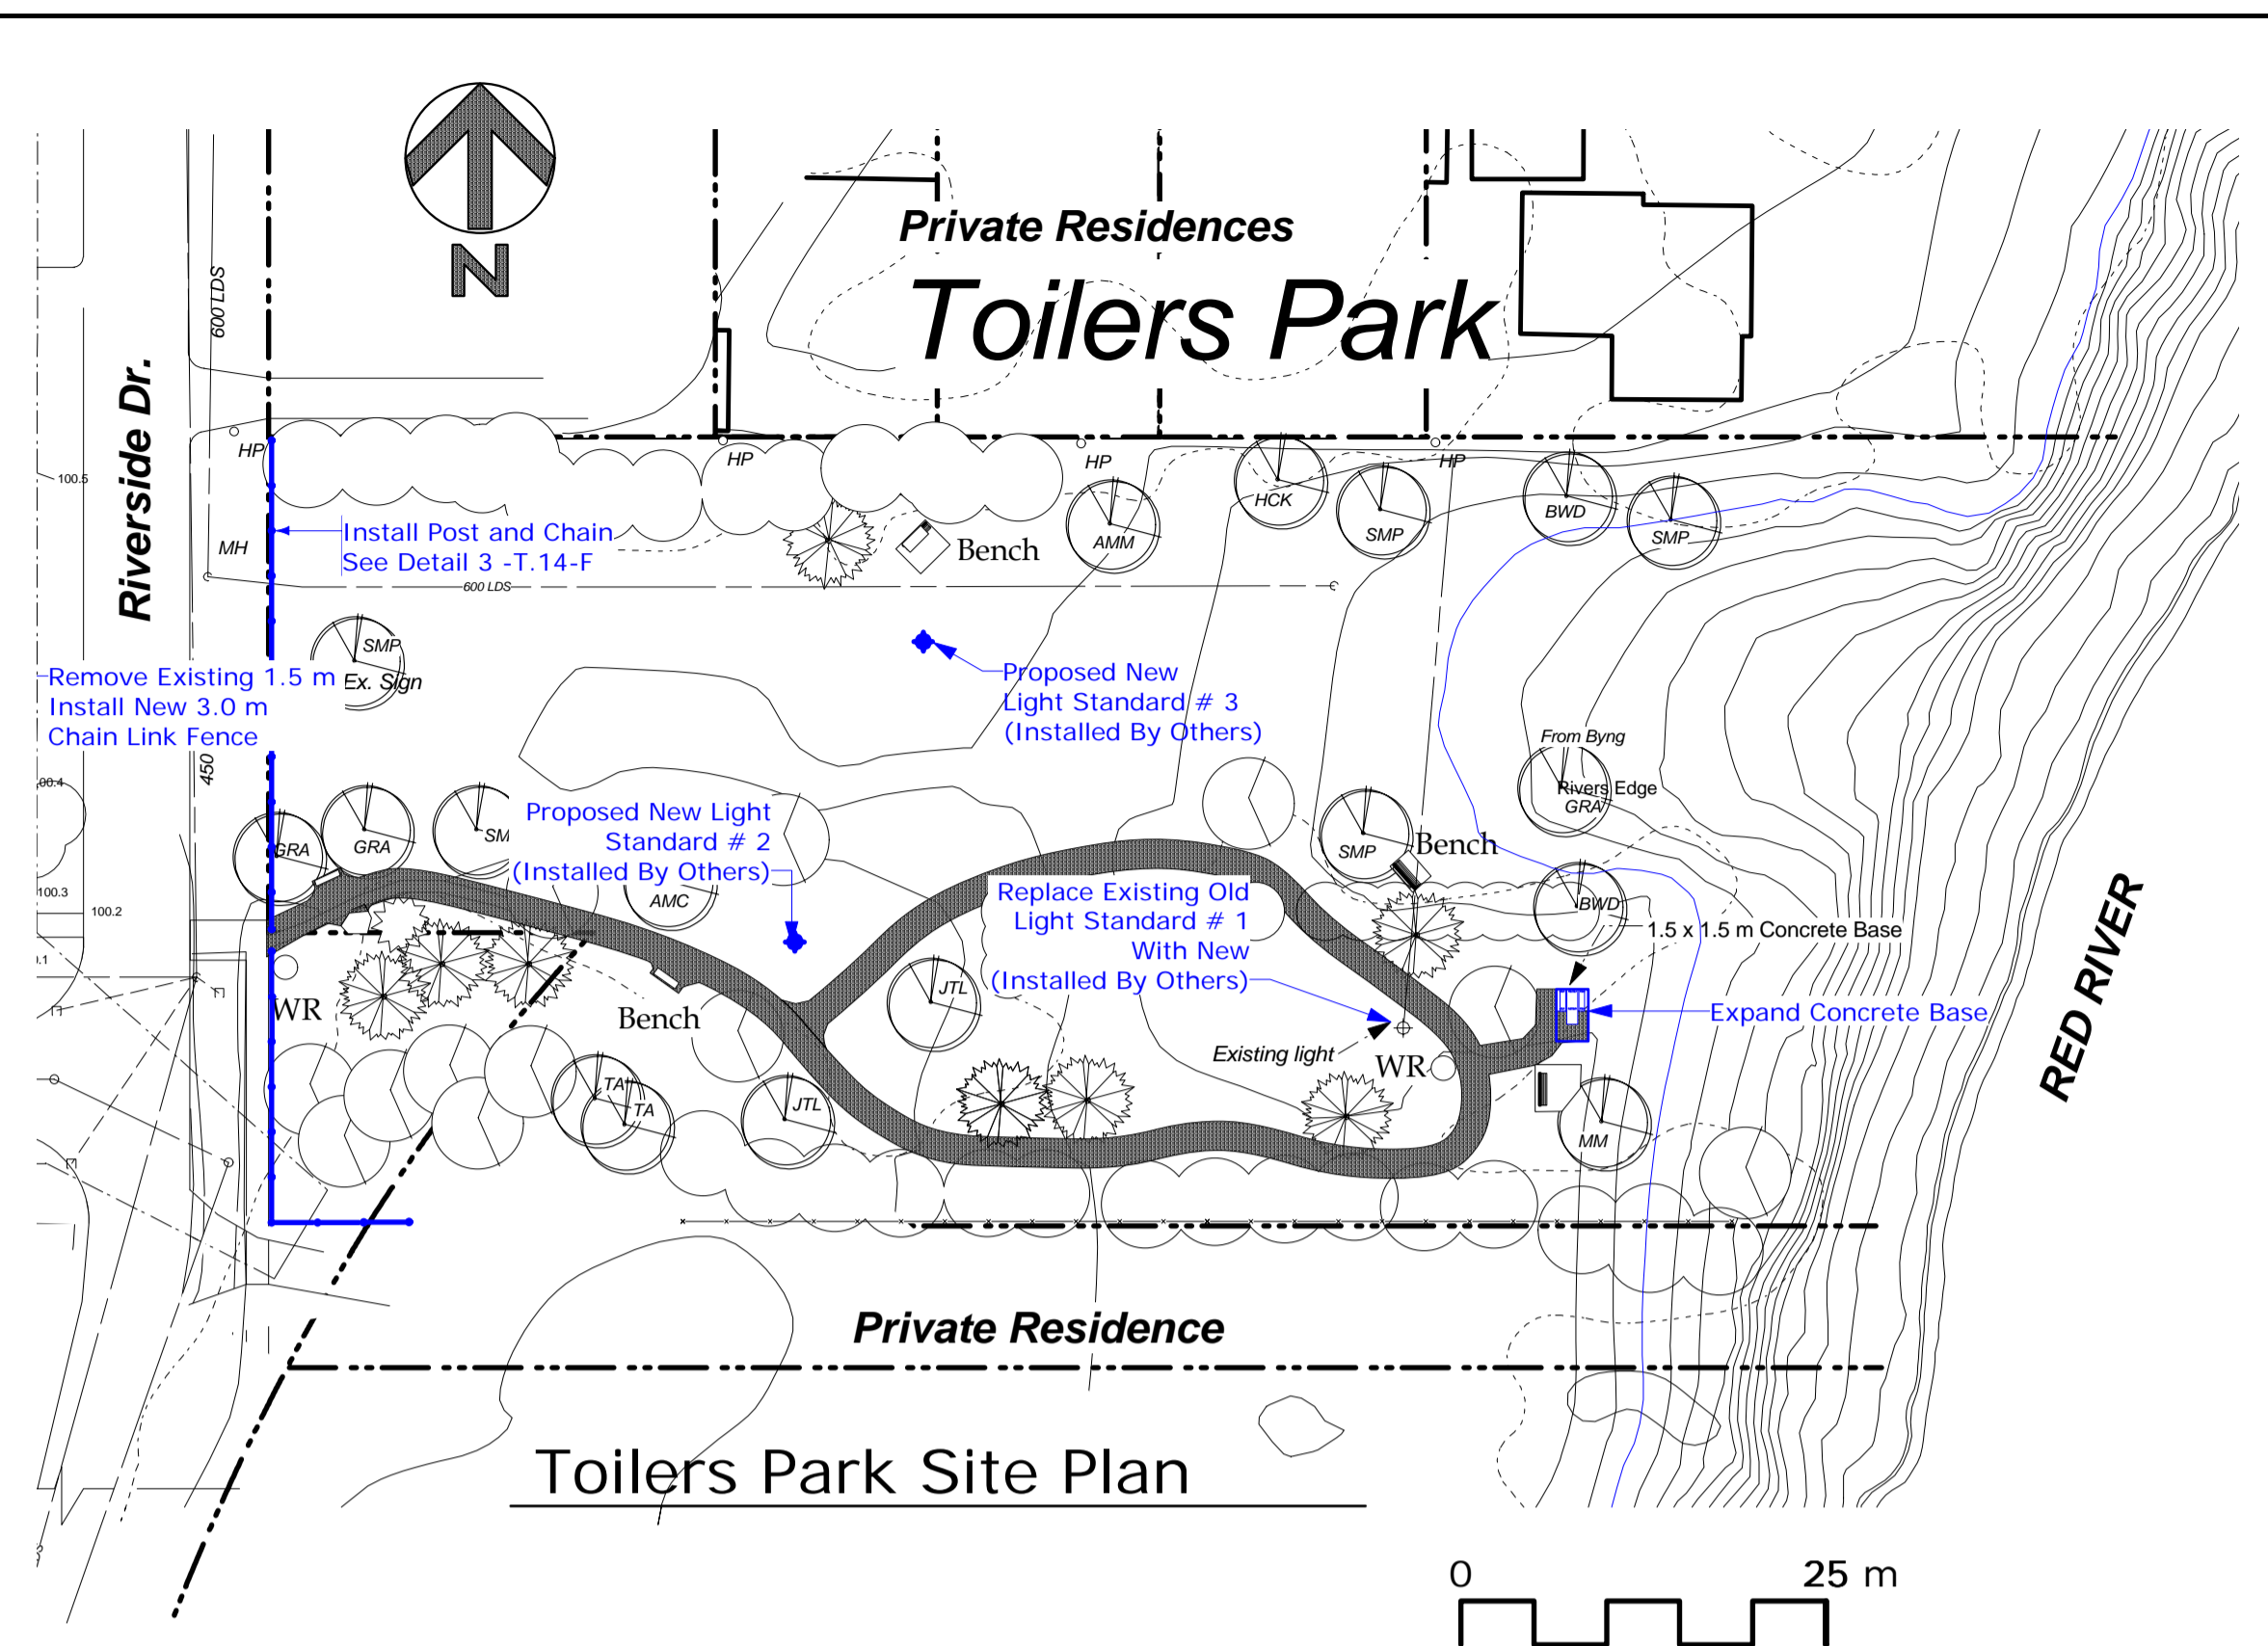 N
Private Residences
Toilers Park
600 LDS
Riverside Dr.
HP
HP
HP
HP
100.5
HCK
SMP
BWD
SMP
AMM
MH
Install Post and Chain
See Detail 3 -T.14-F
Bench
600 LDS
SMP
Ex. Sign
Remove Existing 1.5 m
Install New 3.0 m
Chain Link Fence
Proposed New
Light Standard # 3
(Installed By Others)
450
From Byng
Rivers Edge
GRA
GRA
GRA
SM
Proposed New Light
Standard # 2
(Installed By Others)
AMC
SMP
Bench
00.4
100.3
100.2
.1
Replace Existing Old
Light Standard # 1
With New
(Installed By Others)
BWD
1.5 x 1.5 m Concrete Base
Expand Concrete Base
RED RIVER
JTL
WR
Bench
Existing light
WR
TA
TA
JTL
MM
Private Residence
Toilers Park Site Plan
0
25 m